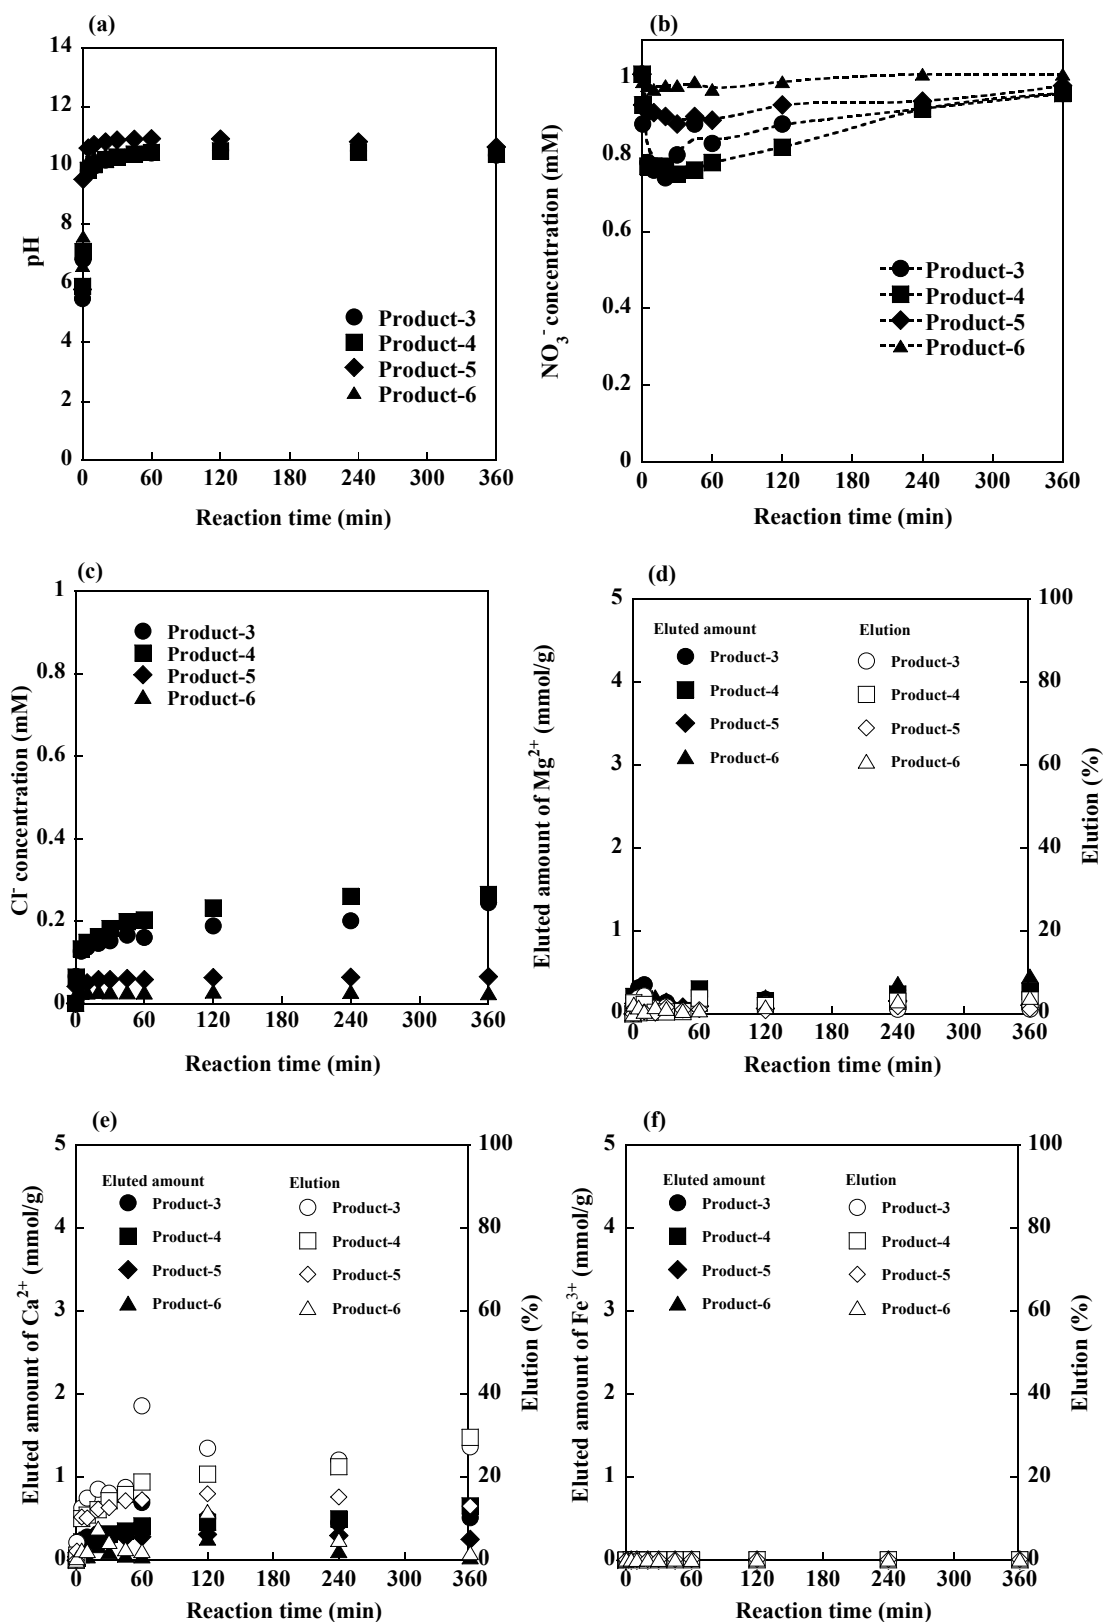 (a)
14
12
10
8
6
4
2
0
pH
Product-3
Product-4
Product-5
Product-6
0 60 120 180 240 300 360
Reaction time (min)
(b)
1
0.8
0.6
0.4
0.2
0
NO₃⁻ concentration (mM)
Product-3
Product-4
Product-5
Product-6
0 60 120 180 240 300 360
Reaction time (min)
(c)
1
0.8
0.6
0.4
0.2
0
Cl⁻ concentration (mM)
Product-3
Product-4
Product-5
Product-6
0 60 120 180 240 300 360
Reaction time (min)
(d)
5
4
3
2
1
0
Eluted amount of Mg²⁺ (mmol/g)
Eluted amount
Product-3
Product-4
Product-5
Product-6
Elution
Product-3
Product-4
Product-5
Product-6
100
80
60
40
20
0
Elution (%)
0 60 120 180 240 300 360
Reaction time (min)
(e)
5
4
3
2
1
0
Eluted amount of Ca²⁺ (mmol/g)
Eluted amount
Product-3
Product-4
Product-5
Product-6
Elution
Product-3
Product-4
Product-5
Product-6
100
80
60
40
20
0
Elution (%)
0 60 120 180 240 300 360
Reaction time (min)
(f)
5
4
3
2
1
0
Eluted amount of Fe³⁺ (mmol/g)
Eluted amount
Product-3
Product-4
Product-5
Product-6
Elution
Product-3
Product-4
Product-5
Product-6
100
80
60
40
20
0
Elution (%)
0 60 120 180 240 300 360
Reaction time (min)